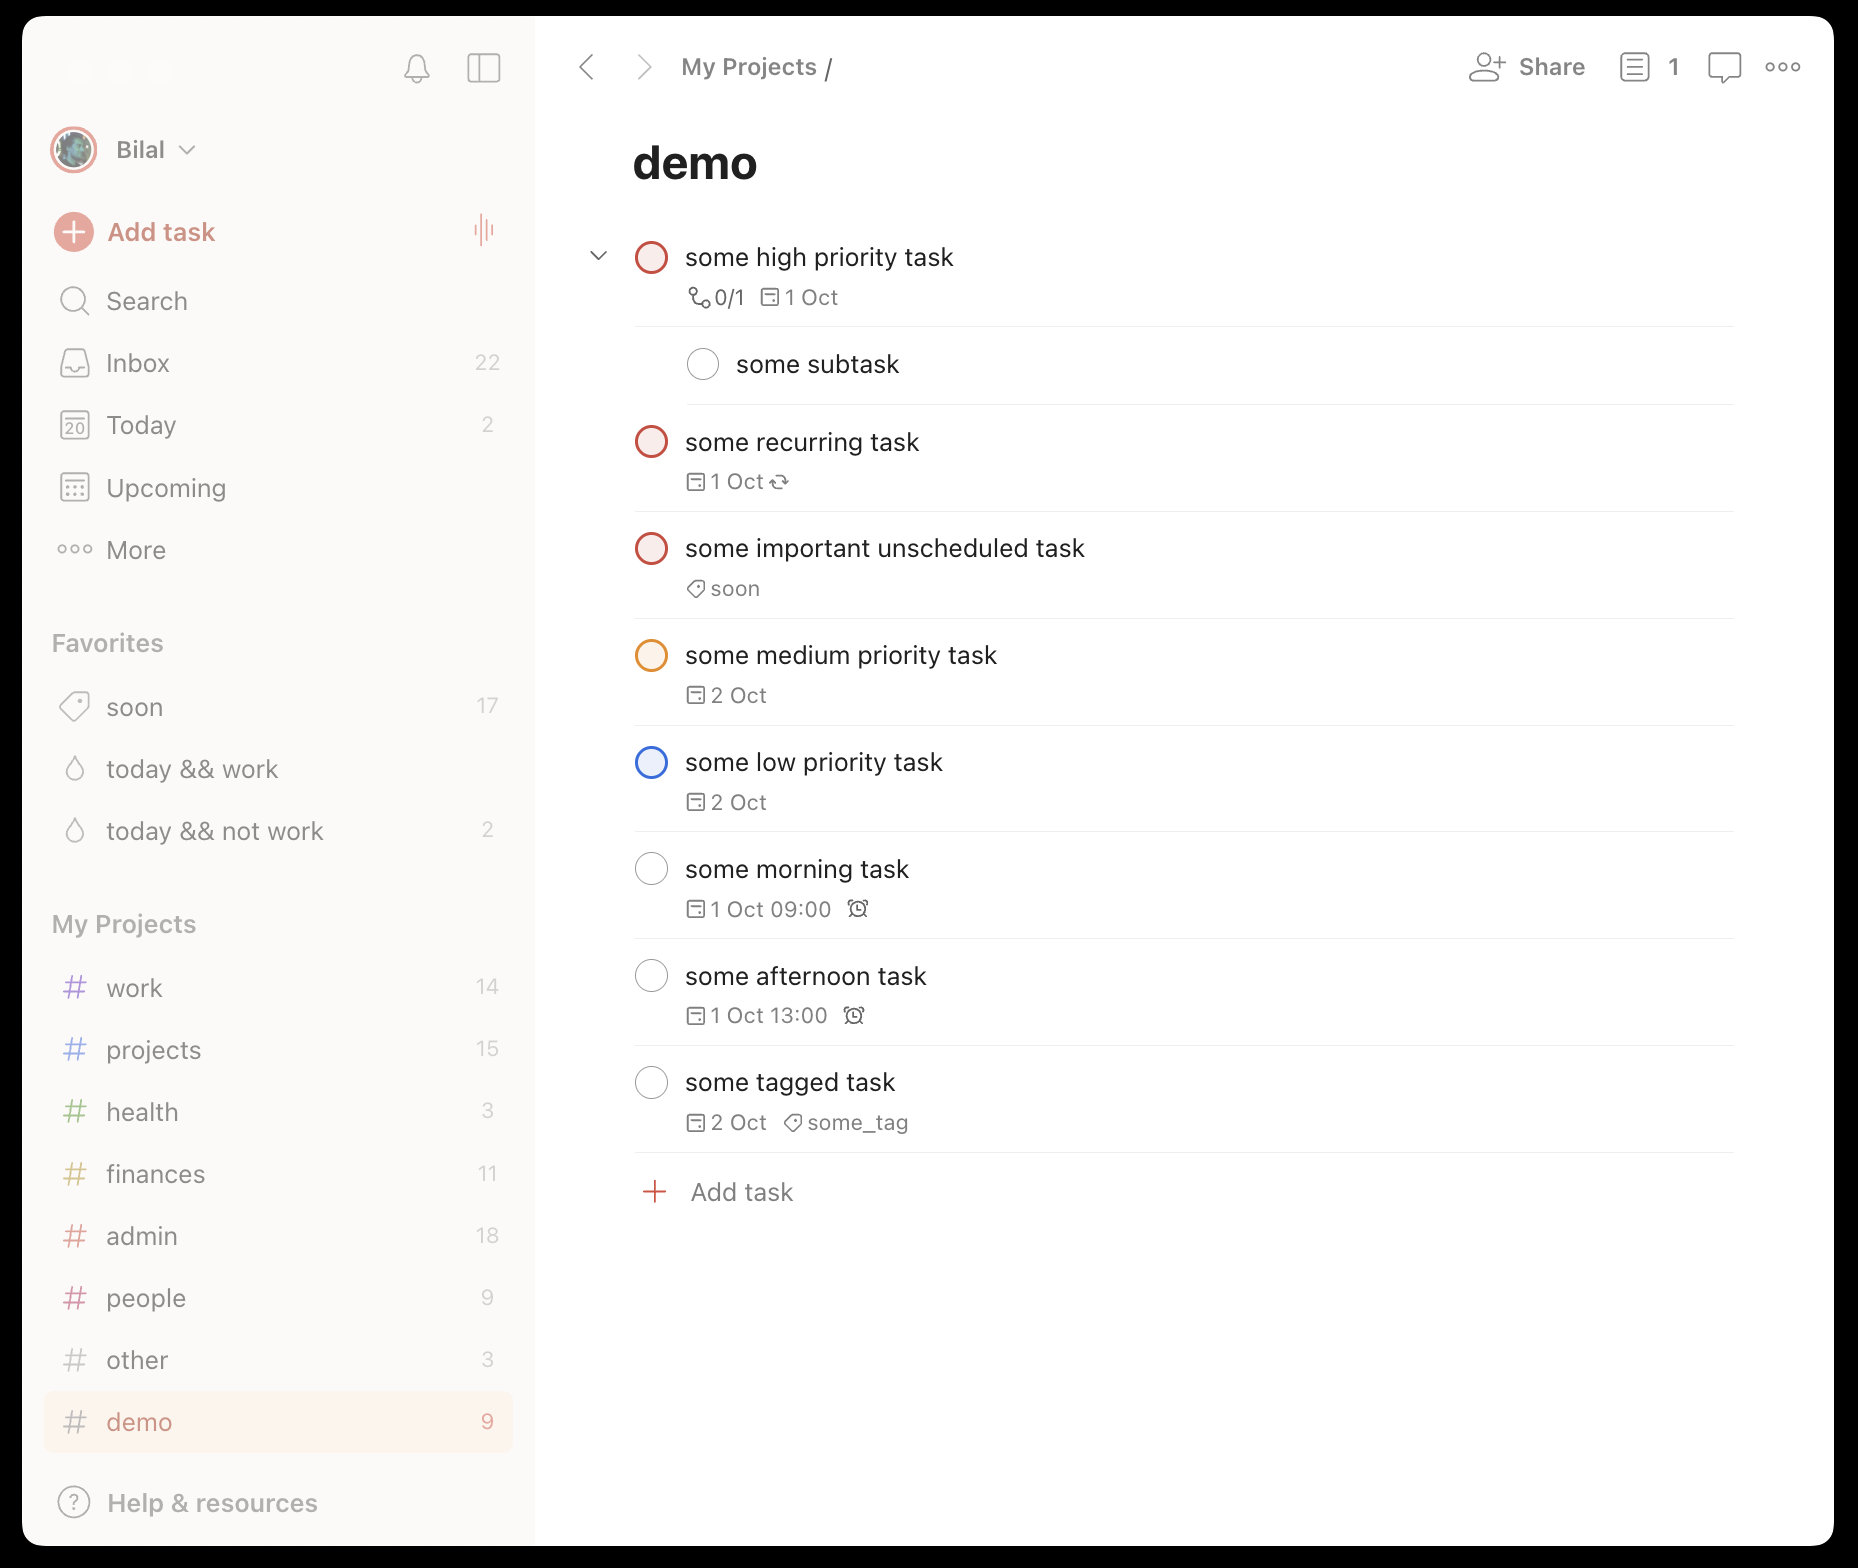 Bilal
Add task
Search
Inbox 22
20 Today 2
Upcoming
More
Favorites
soon 17
today && work
today && not work 2
My Projects
# work 14
# projects 15
# health 3
# finances 11
# admin 18
# people 9
# other 3
# demo 9
? Help & resources
My Projects /
Share 1
demo
some high priority task
0/1 1 Oct
some subtask
some recurring task
1 Oct
some important unscheduled task
soon
some medium priority task
2 Oct
some low priority task
2 Oct
some morning task
1 Oct 09:00
some afternoon task
1 Oct 13:00
some tagged task
2 Oct some_tag
Add task